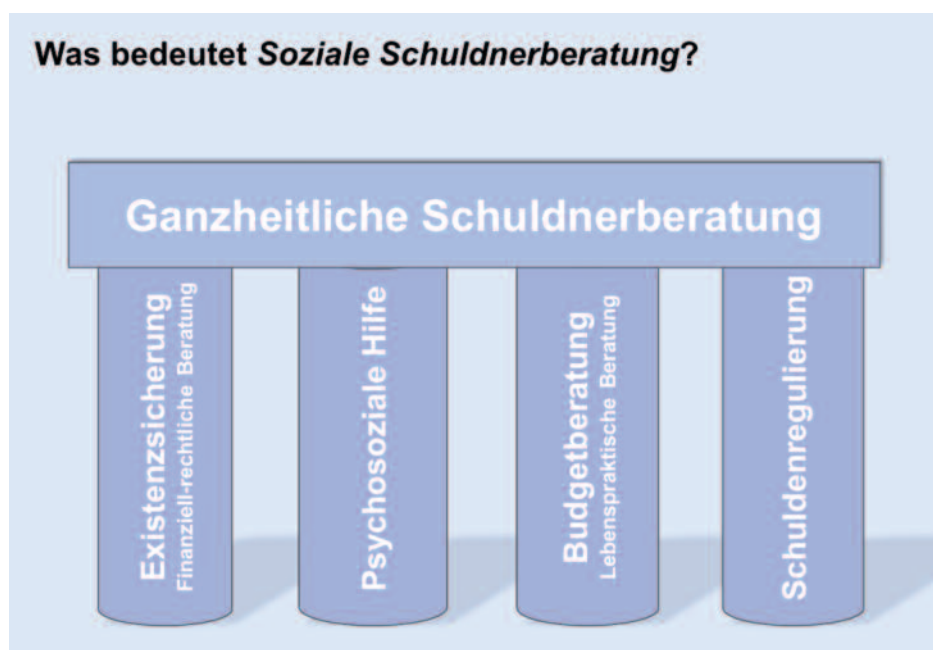 Was bedeutet Soziale Schuldnerberatung?
Ganzheitliche Schuldnerberatung
Existenzsicherung
Finanziell-rechtliche Beratung
Psychosoziale Hilfe
Budgetberatung
Lebenspraktische Beratung
Schuldenregulierung